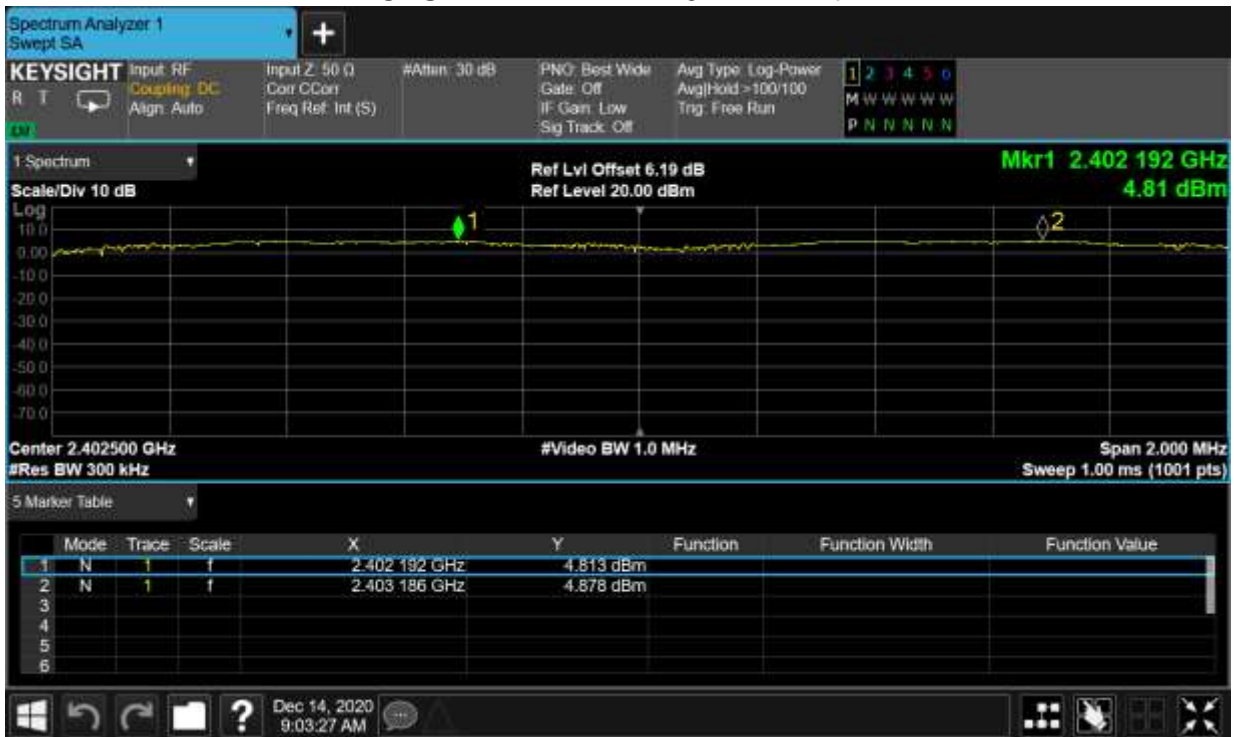 Spectrum Analyzer 1
Swept SA
+
KEYSIGHT Input: RF Input Z: 50 Ω #Atten: 30 dB PNO: Best Wide Avg Type: Log-Power 1 2 3 4 5 6
R T Coupling: DC Corr CCorr Gate: Off Avg|Hold: >100/100 M W W W W W
Align: Auto Freq Ref: Int (S) IF Gain: Low Trig: Free Run P N N N N N
Sig Track: Off
1 Spectrum Ref Lvl Offset 6.19 dB Mkr1 2.402 192 GHz
Scale/Div 10 dB Ref Level 20.00 dBm 4.81 dBm
Log
10.0 1 2
0.00
-10.0
-20.0
-30.0
-40.0
-50.0
-60.0
-70.0
Center 2.402500 GHz #Video BW 1.0 MHz Span 2.000 MHz
#Res BW 300 kHz Sweep 1.00 ms (1001 pts)
5 Marker Table
Mode Trace Scale X Y Function Function Width Function Value
1 N 1 f 2.402 192 GHz 4.813 dBm
2 N 1 f 2.403 186 GHz 4.878 dBm
3
4
5
6
? Dec 14, 2020
9:03:27 AM